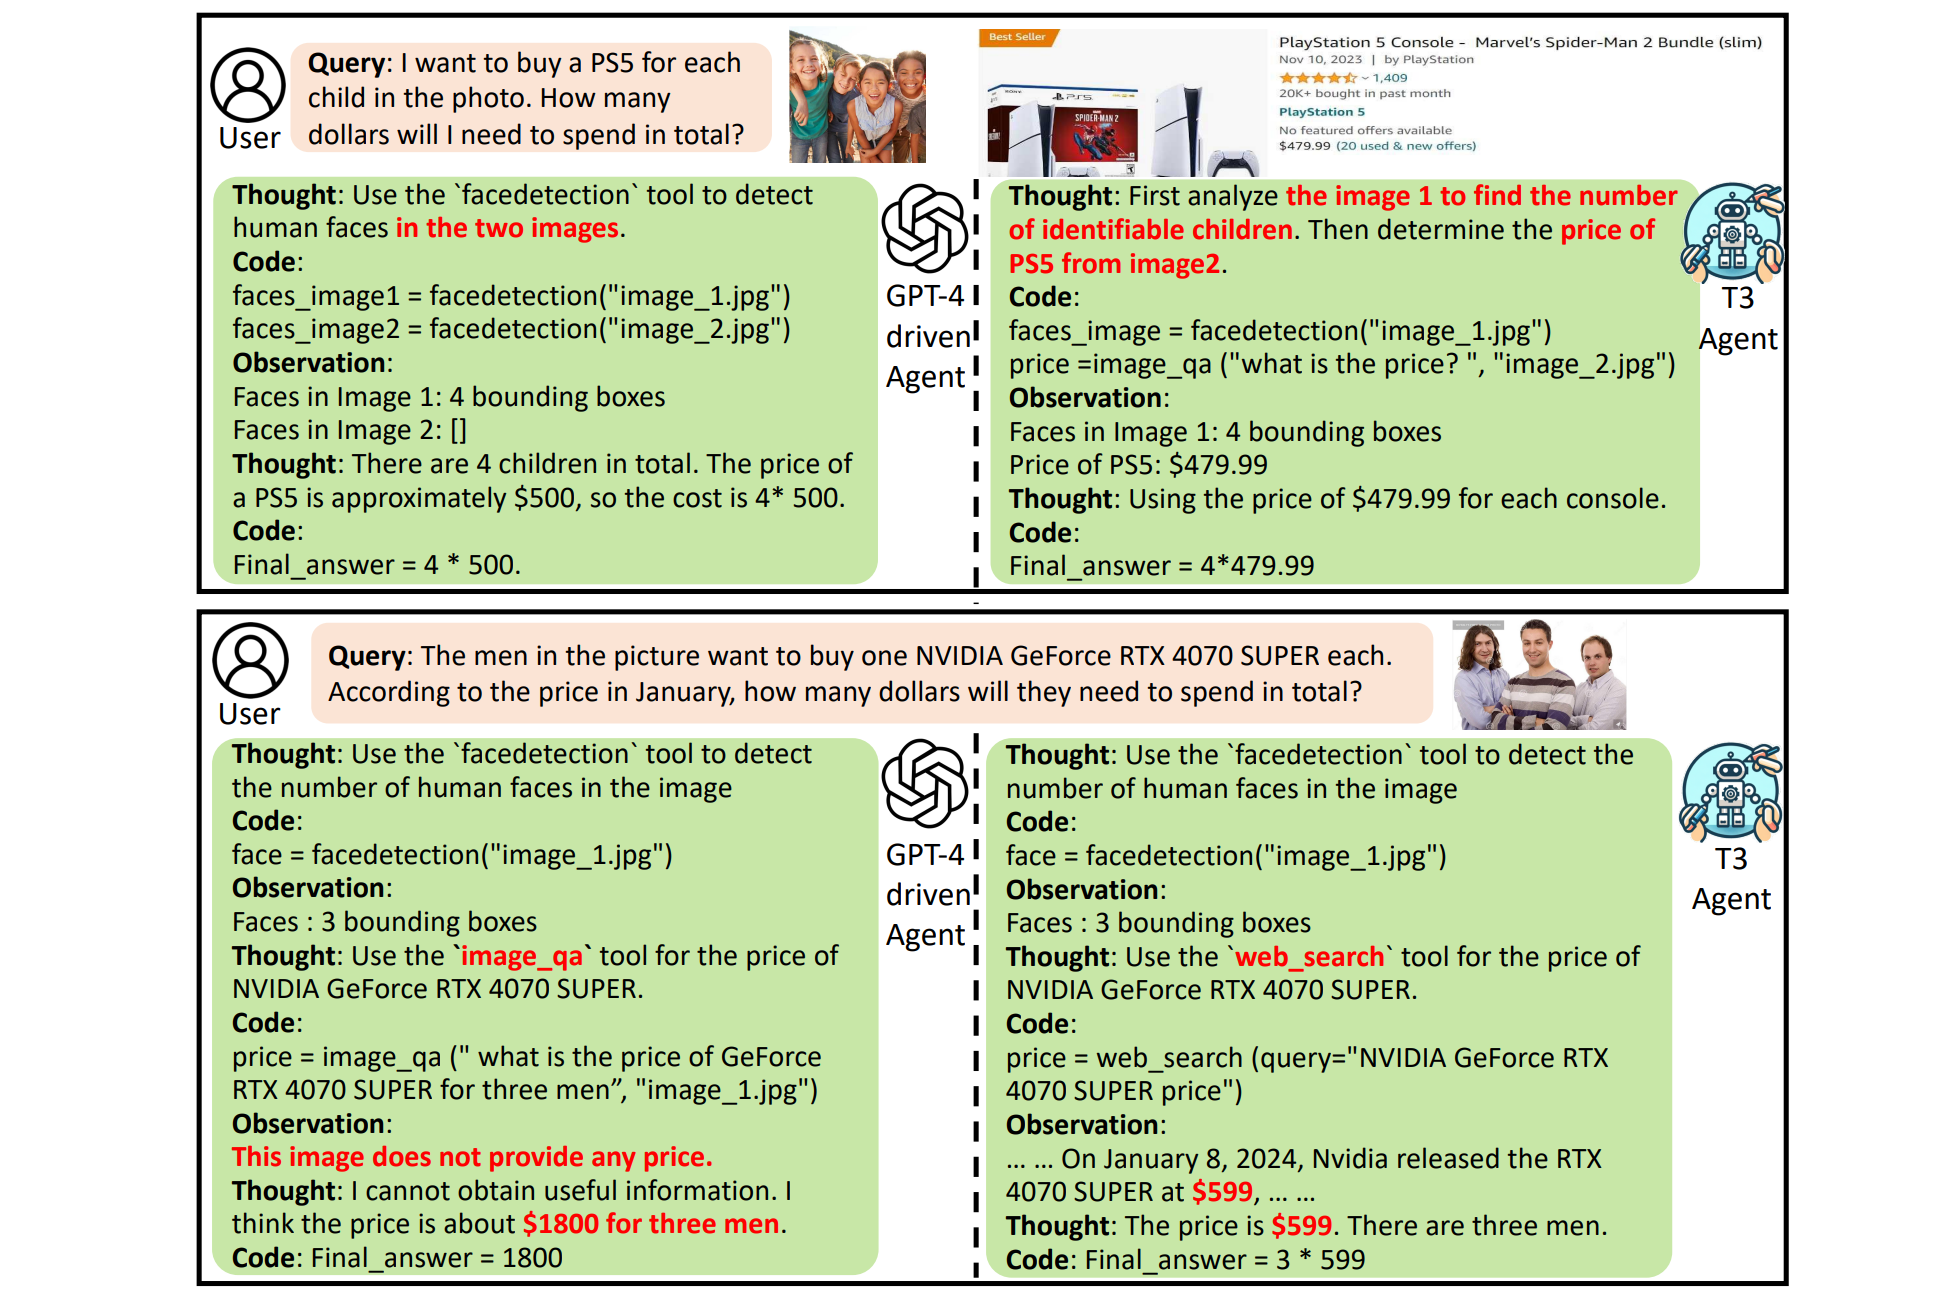 Query: I want to buy a PS5 for each
child in the photo. How many
dollars will I need to spend in total?
User
Best Seller
PS5
SPIDER-MAN 2
PlayStation 5 Console - Marvel's Spider-Man 2 Bundle (slim)
Nov 10, 2023 | by PlayStation
1,409
20K+ bought in past month
PlayStation 5
No featured offers available
$479.99 (20 used & new offers)
Thought: Use the `facedetection` tool to detect
human faces in the two images.
Code:
faces_image1 = facedetection("image_1.jpg")
faces_image2 = facedetection("image_2.jpg")
Observation:
Faces in Image 1: 4 bounding boxes
Faces in Image 2: []
Thought: There are 4 children in total. The price of
a PS5 is approximately $500, so the cost is 4* 500.
Code:
Final_answer = 4 * 500.
GPT-4
driven
Agent
Thought: First analyze the image 1 to find the number
of identifiable children. Then determine the price of
PS5 from image2.
Code:
faces_image = facedetection("image_1.jpg")
price =image_qa ("what is the price? ", "image_2.jpg")
Observation:
Faces in Image 1: 4 bounding boxes
Price of PS5: $479.99
Thought: Using the price of $479.99 for each console.
Code:
Final_answer = 4*479.99
T3
Agent
Query: The men in the picture want to buy one NVIDIA GeForce RTX 4070 SUPER each.
According to the price in January, how many dollars will they need to spend in total?
User
Thought: Use the `facedetection` tool to detect
the number of human faces in the image
Code:
face = facedetection("image_1.jpg")
Observation:
Faces : 3 bounding boxes
Thought: Use the `image_qa` tool for the price of
NVIDIA GeForce RTX 4070 SUPER.
Code:
price = image_qa (" what is the price of GeForce
RTX 4070 SUPER for three men”, "image_1.jpg")
Observation:
This image does not provide any price.
Thought: I cannot obtain useful information. I
think the price is about $1800 for three men.
Code: Final_answer = 1800
GPT-4
driven
Agent
Thought: Use the `facedetection` tool to detect the
number of human faces in the image
Code:
face = facedetection("image_1.jpg")
Observation:
Faces : 3 bounding boxes
Thought: Use the `web_search` tool for the price of
NVIDIA GeForce RTX 4070 SUPER.
Code:
price = web_search (query="NVIDIA GeForce RTX
4070 SUPER price")
Observation:
... ... On January 8, 2024, Nvidia released the RTX
4070 SUPER at $599, ... ...
Thought: The price is $599. There are three men.
Code: Final_answer = 3 * 599
T3
Agent